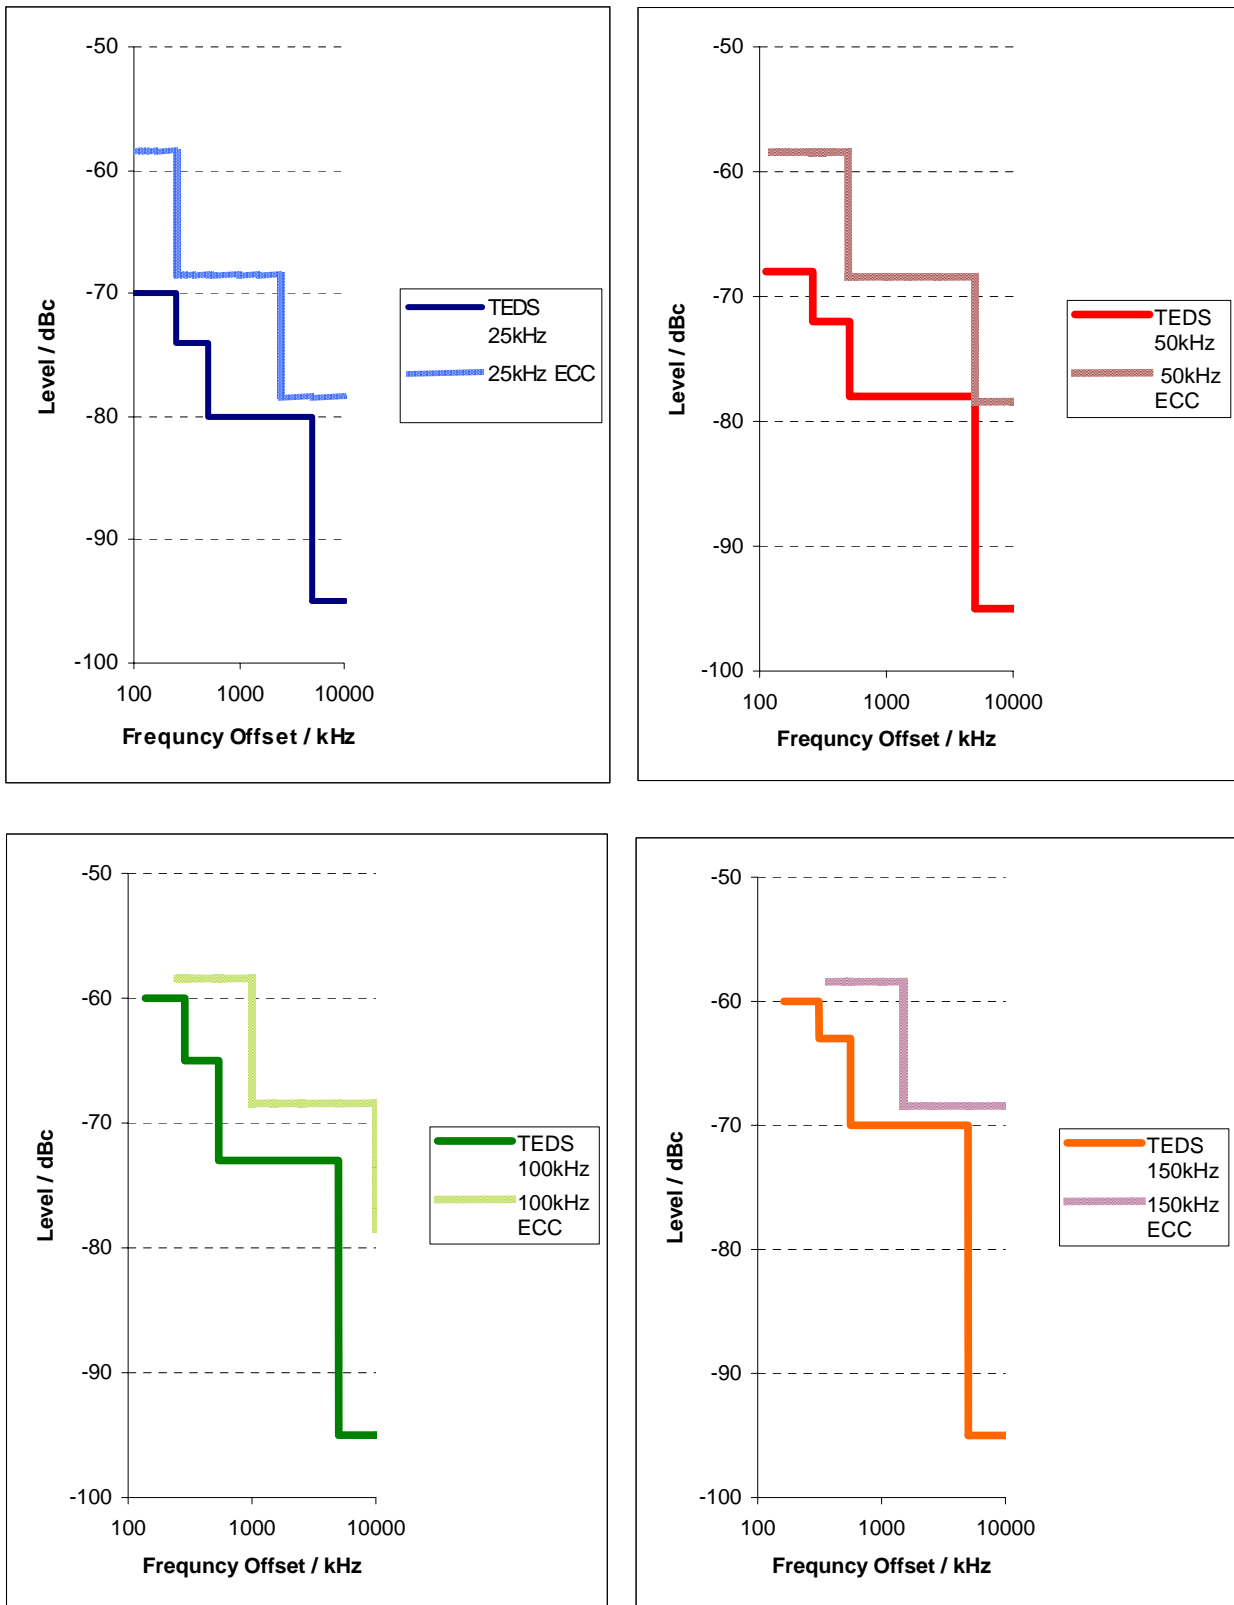 -50
-60
-70
-80
-90
-100
100 1000 10000
Level / dBc
Frequncy Offset / kHz
TEDS
25kHz
25kHz ECC
-50
-60
-70
-80
-90
-100
100 1000 10000
Level / dBc
Frequncy Offset / kHz
TEDS
50kHz
50kHz
ECC
-50
-60
-70
-80
-90
-100
100 1000 10000
Level / dBc
Frequncy Offset / kHz
TEDS
100kHz
100kHz
ECC
-50
-60
-70
-80
-90
-100
100 1000 10000
Level / dBc
Frequncy Offset / kHz
TEDS
150kHz
150kHz
ECC